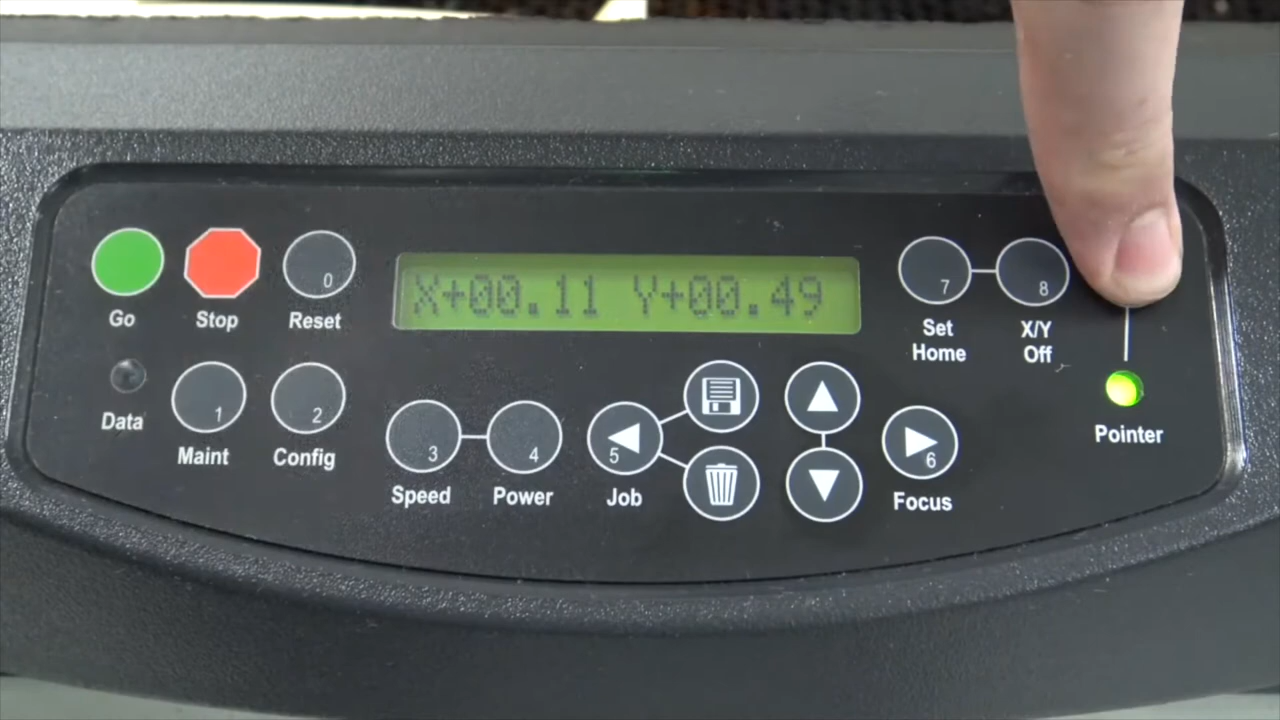 X+00.11 Y+00.49
0
7
8
Go
Stop
Reset
Set
Home
X/Y
Off
Data
1
2
Maint
Config
3
4
5
6
Pointer
Speed
Power
Job
Focus